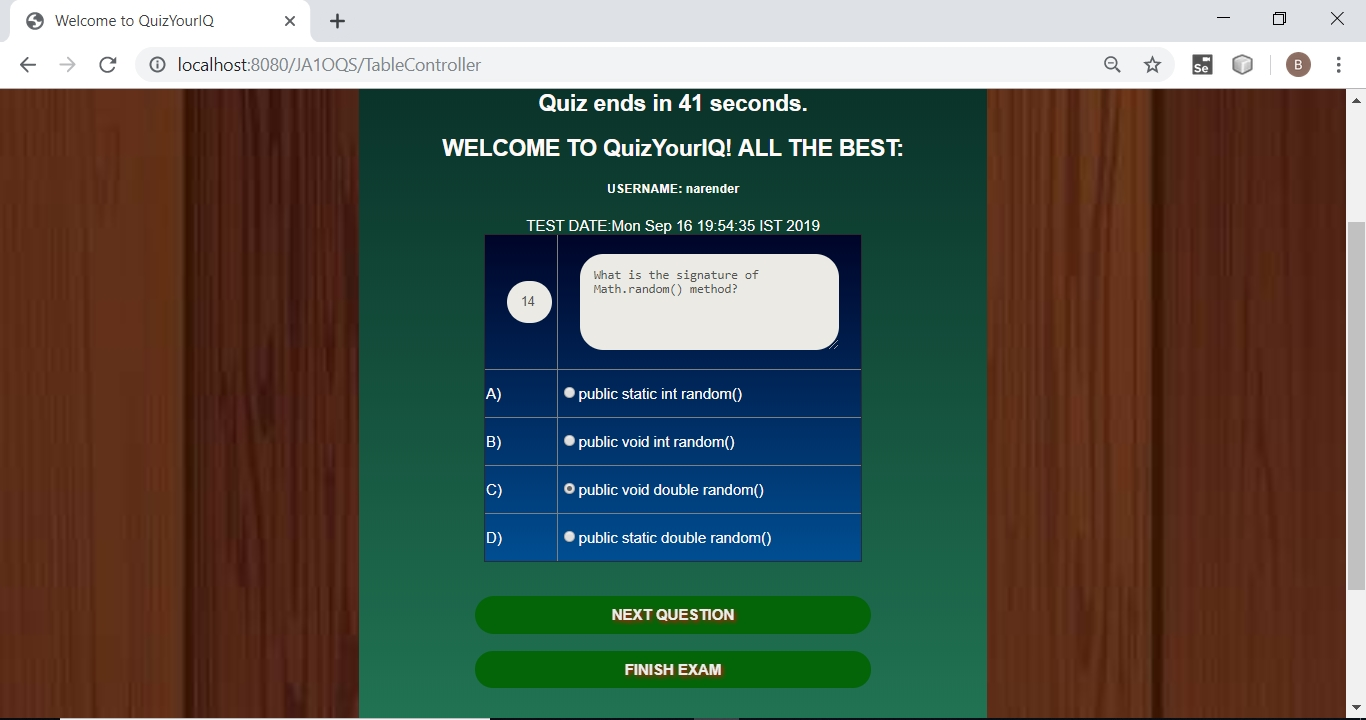 Welcome to QuizYourIQ
localhost:8080/JA1OQS/TableController
Se
B
Quiz ends in 41 seconds.
WELCOME TO QuizYourIQ! ALL THE BEST:
USERNAME: narender
TEST DATE:Mon Sep 16 19:54:35 IST 2019
14
What is the signature of
Math.random() method?
A) public static int random()
B) public void int random()
C) public void double random()
D) public static double random()
NEXT QUESTION
FINISH EXAM